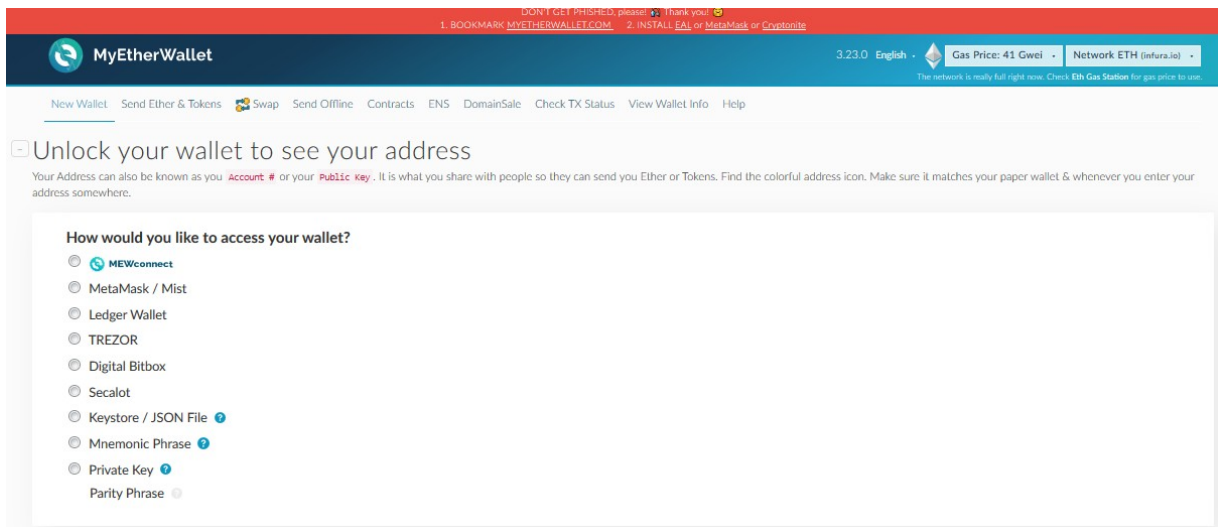 DON'T GET PHISHED, please! Thank you!
1. BOOKMARK MYETHERWALLET.COM 2. INSTALL EAL or MetaMask or Cryptonite
MyEtherWallet
3.23.0 English Gas Price: 41 Gwei Network ETH (infura.io)
The network is really full right now. Check Eth Gas Station for gas price to use.
New Wallet Send Ether & Tokens Swap Send Offline Contracts ENS DomainSale Check TX Status View Wallet Info Help
Unlock your wallet to see your address
Your Address can also be known as you Account # or your Public Key. It is what you share with people so they can send you Ether or Tokens. Find the colorful address icon. Make sure it matches your paper wallet & whenever you enter your
address somewhere.
How would you like to access your wallet?
MEWconnect
MetaMask / Mist
Ledger Wallet
TREZOR
Digital Bitbox
Secalot
Keystore / JSON File ?
Mnemonic Phrase ?
Private Key ?
Parity Phrase ?